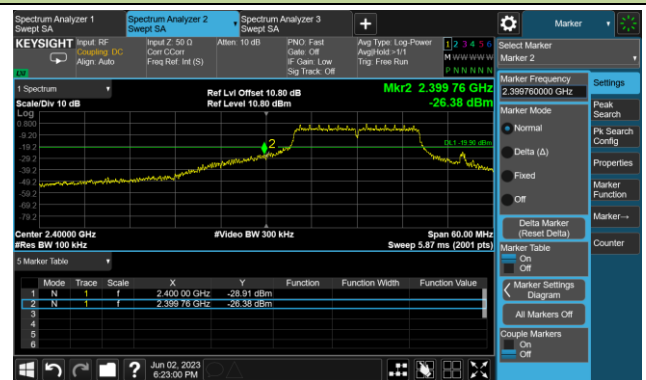 Spectrum Analyzer 1
Swept SA
Spectrum Analyzer 2
Swept SA
Spectrum Analyzer 3
Swept SA
+
Marker
KEYSIGHT
Input: RF
Coupling: DC
Align: Auto
Input Z: 50 Ω
Corr CCorr
Freq Ref: Int (S)
Atten: 10 dB
PNO: Fast
Gate: Off
IF Gain: Low
Sig Track: Off
Avg Type: Log-Power
Avg|Hold:>1/1
Trig: Free Run
1 2 3 4 5 6
M W W W W W
P N N N N N
LXI
Select Marker
Marker 2
1 Spectrum
Scale/Div 10 dB
Ref Lvl Offset 10.80 dB
Ref Level 10.80 dBm
Mkr2 2.399 76 GHz
-26.38 dBm
Log
0.800
-9.20
-19.2
-29.2
-39.2
-49.2
-59.2
-69.2
-79.2
2
DL1 -19.90 dBm
Center 2.40000 GHz
#Res BW 100 kHz
#Video BW 300 kHz
Span 60.00 MHz
Sweep 5.87 ms (2001 pts)
5 Marker Table
Mode Trace Scale X Y Function Function Width Function Value
1 N 1 f 2.400 00 GHz -28.91 dBm
2 N 1 f 2.399 76 GHz -26.38 dBm
3
4
5
6
Marker Frequency
2.399760000 GHz
Marker Mode
Normal
Delta (Δ)
Fixed
Off
Delta Marker
(Reset Delta)
Marker Table
On
Off
Marker Settings
Diagram
All Markers Off
Couple Markers
On
Off
Settings
Peak
Search
Pk Search
Config
Properties
Marker
Function
Marker→
Counter
?
Jun 02, 2023
6:23:00 PM